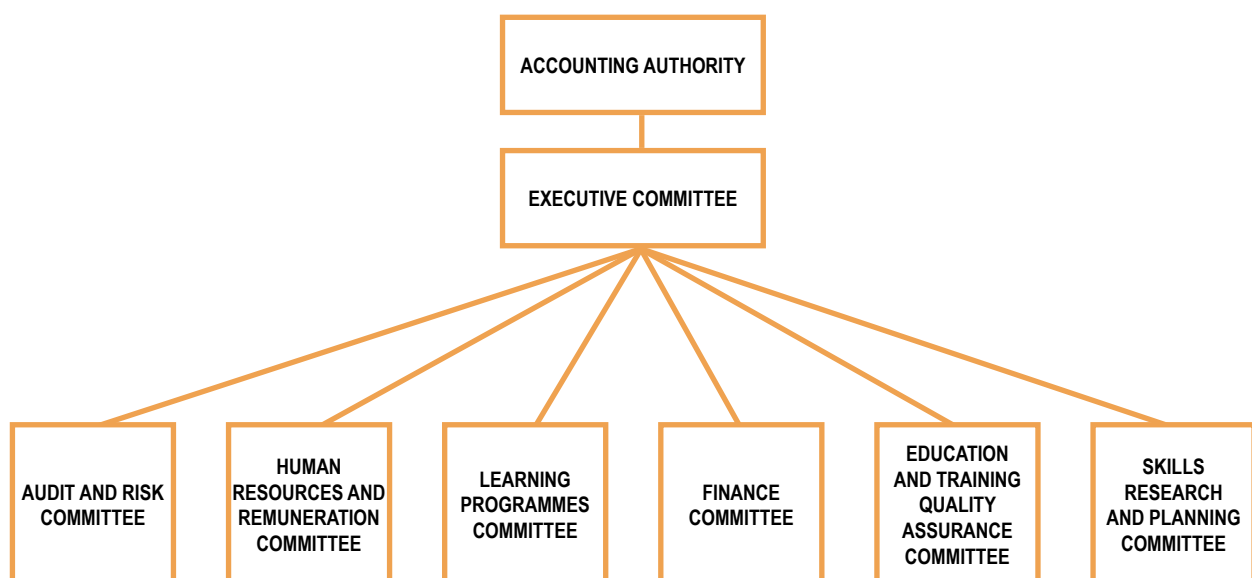 ACCOUNTING AUTHORITY
EXECUTIVE COMMITTEE
AUDIT AND RISK
COMMITTEE
HUMAN
RESOURCES AND
REMUNERATION
COMMITTEE
LEARNING
PROGRAMMES
COMMITTEE
FINANCE
COMMITTEE
EDUCATION
AND TRAINING
QUALITY
ASSURANCE
COMMITTEE
SKILLS
RESEARCH
AND PLANNING
COMMITTEE